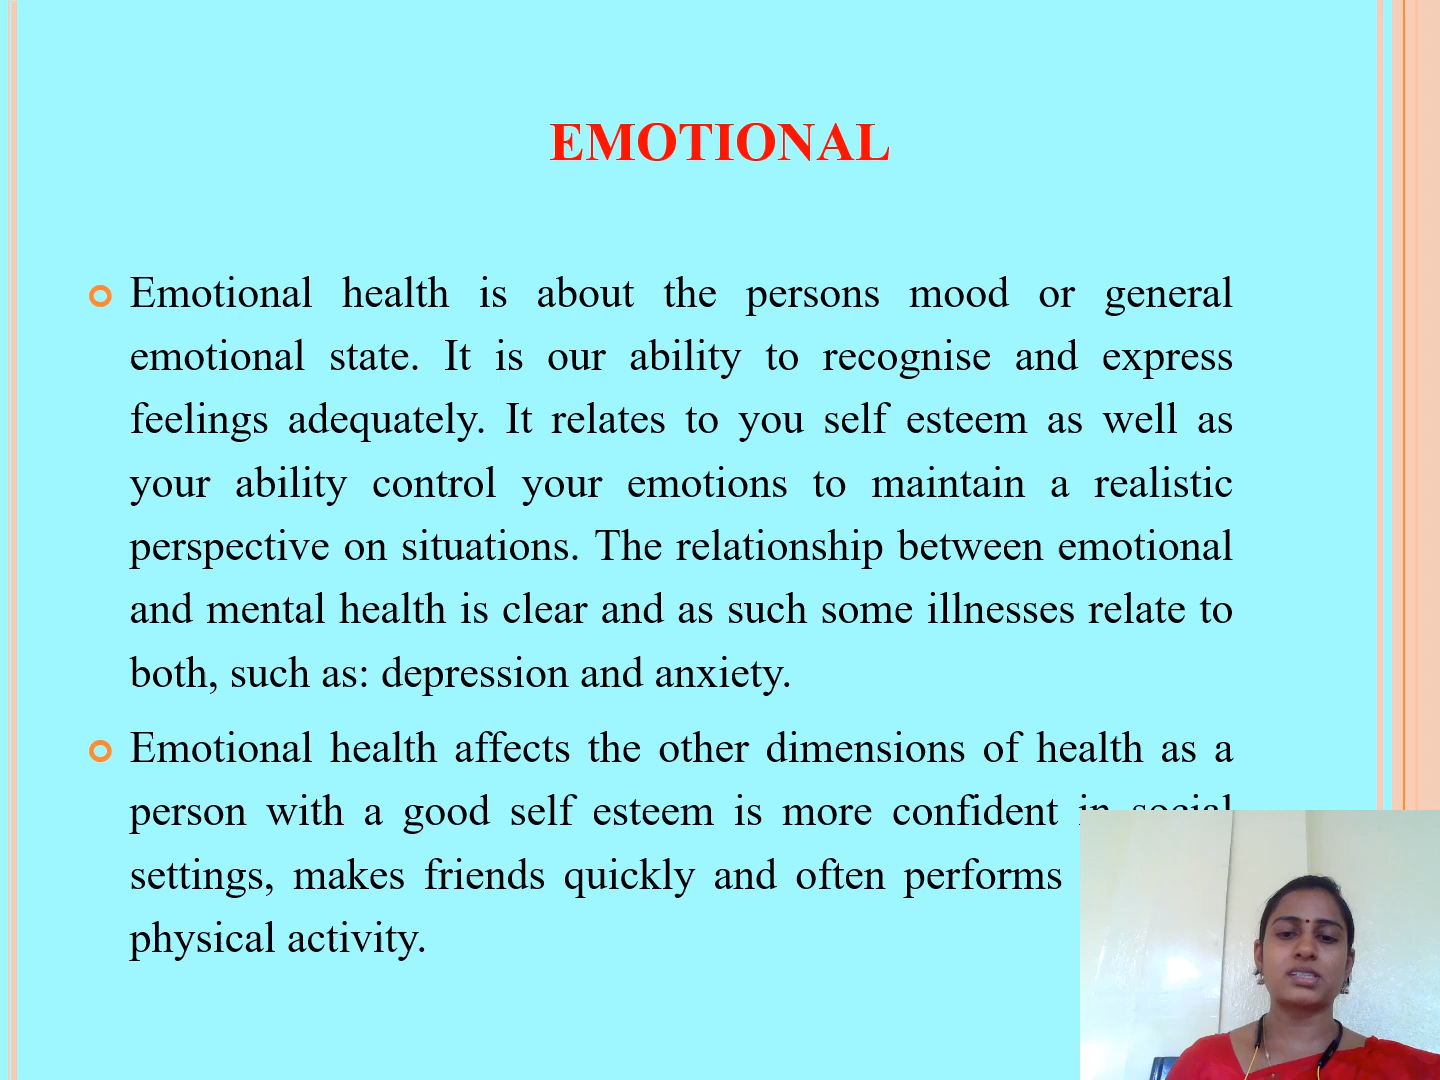 EMOTIONAL
Emotional health is about the persons mood or general
emotional state. It is our ability to recognise and express
feelings adequately. It relates to you self esteem as well as
your ability control your emotions to maintain a realistic
perspective on situations. The relationship between emotional
and mental health is clear and as such some illnesses relate to
both, such as: depression and anxiety.
Emotional health affects the other dimensions of health as a
person with a good self esteem is more confident in social
settings, makes friends quickly and often performs
physical activity.